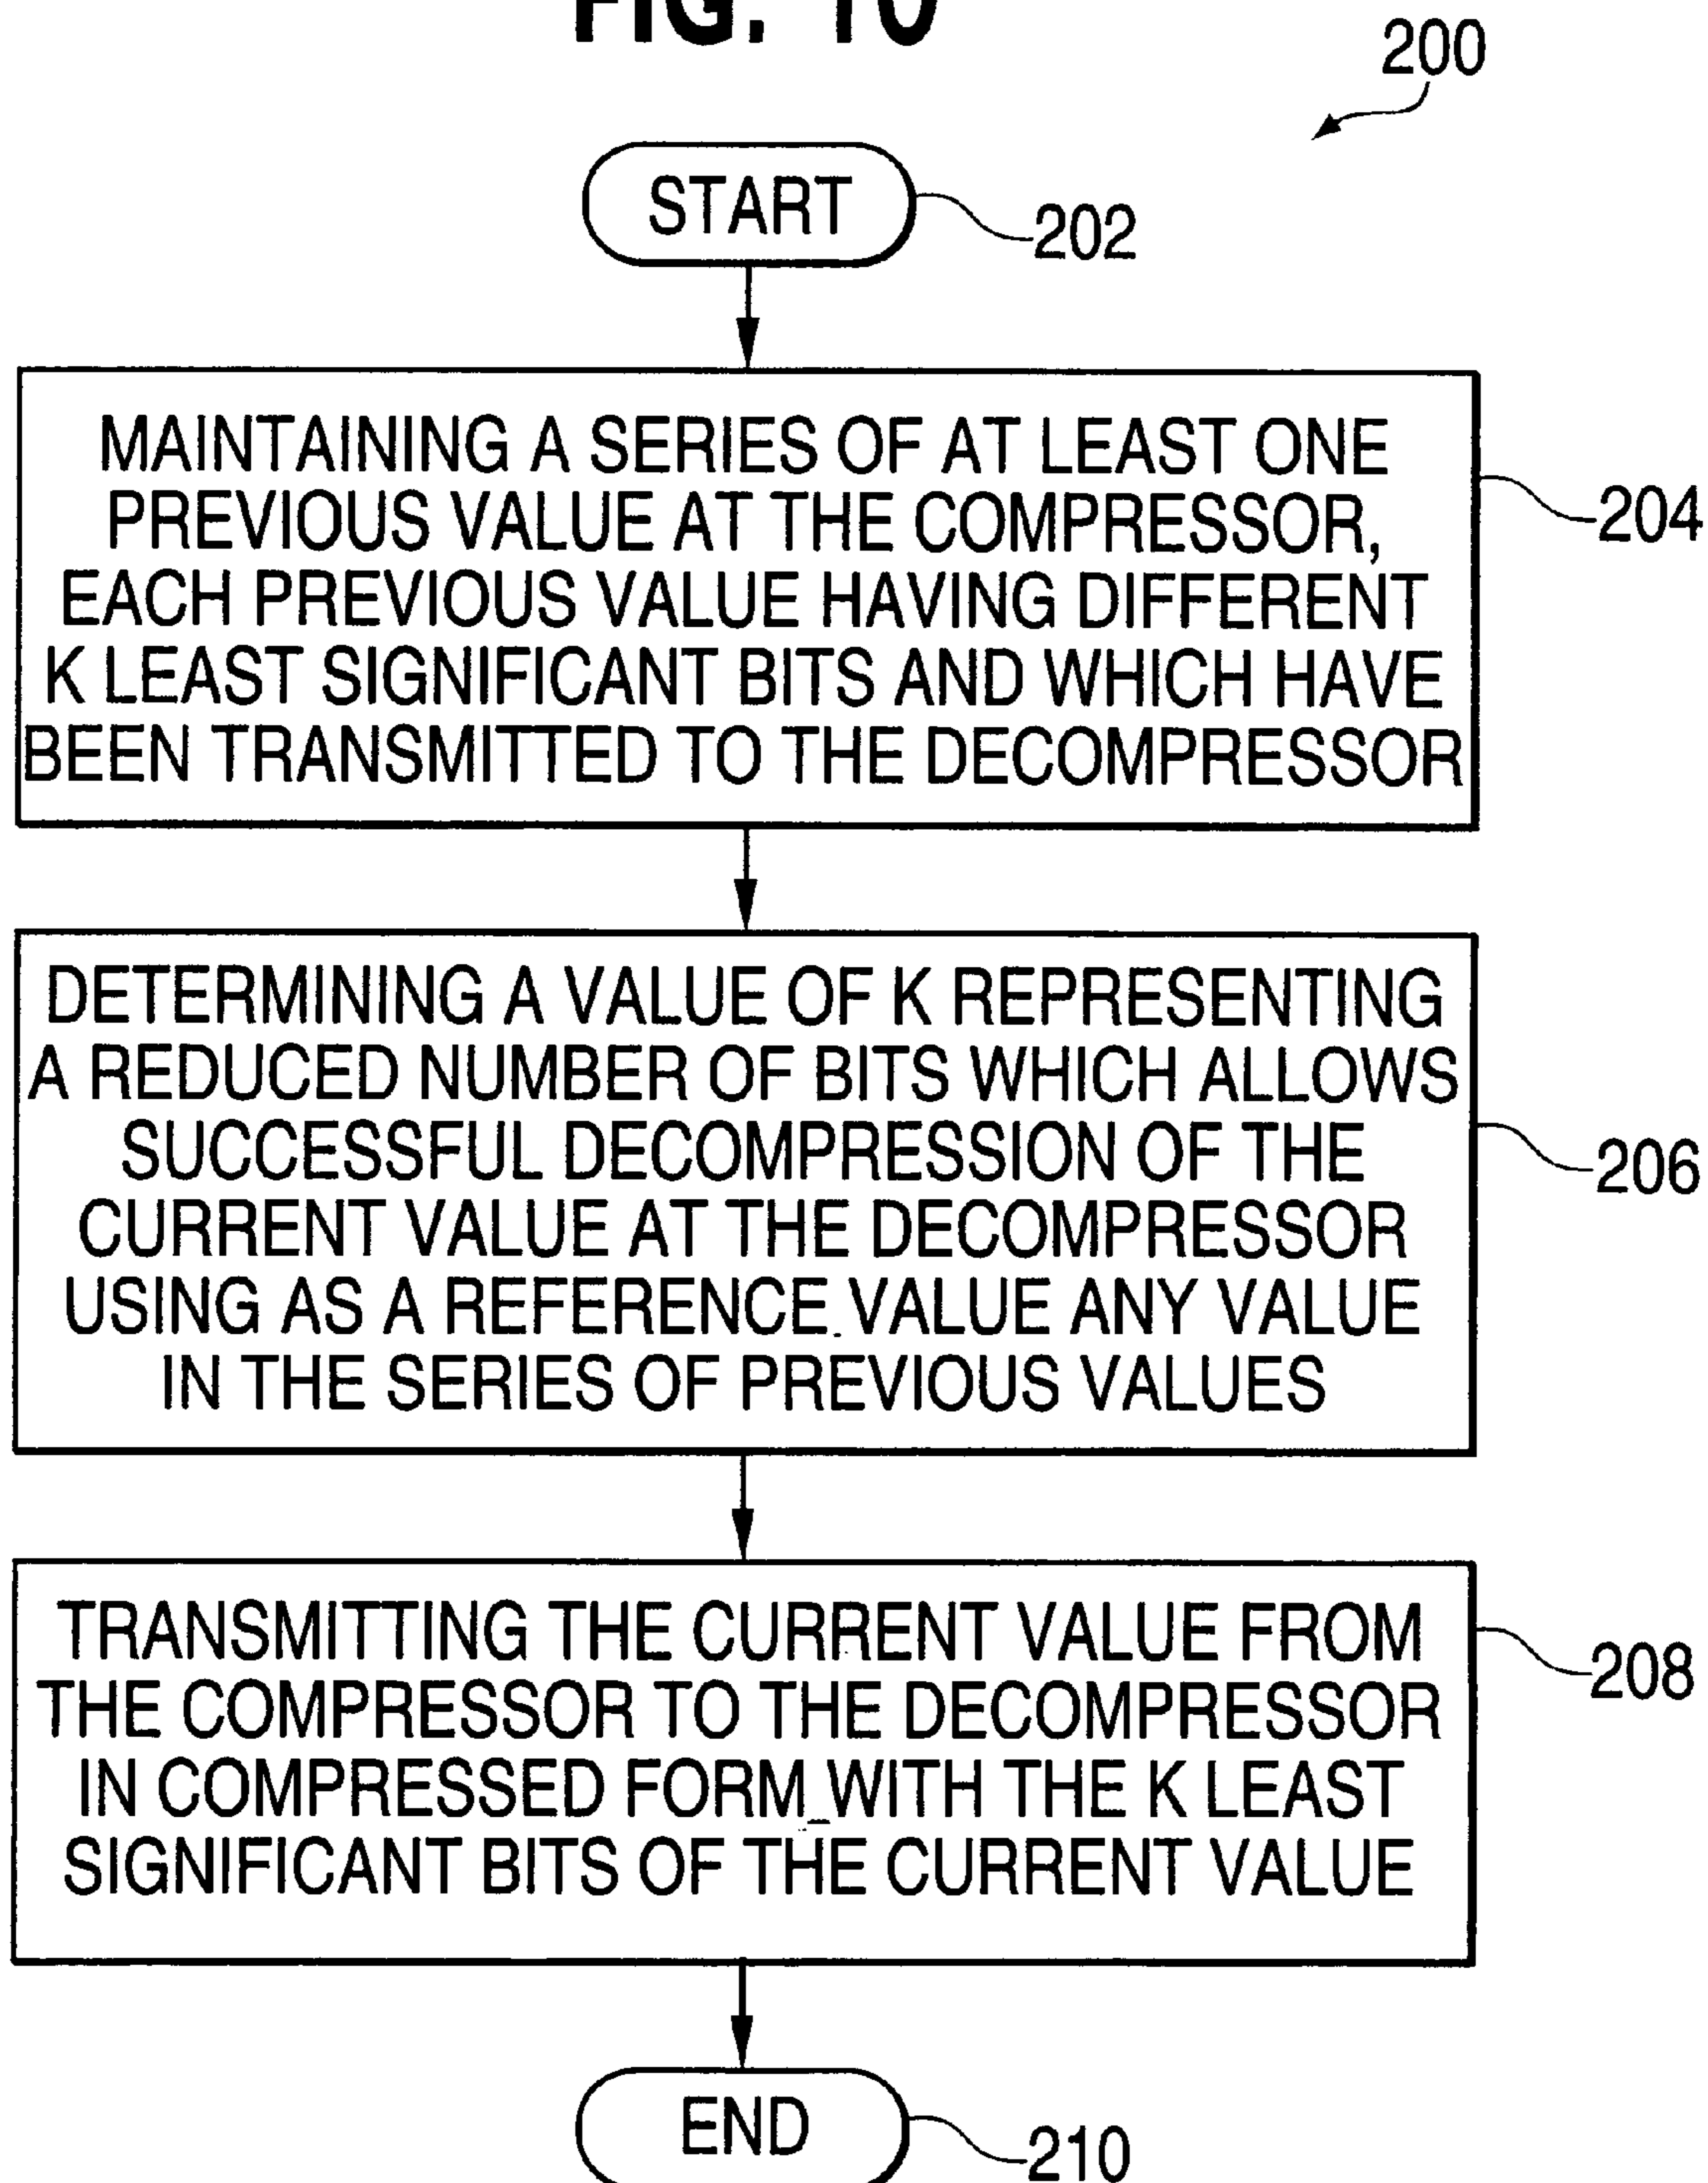 FIG. 10
200
START
202
MAINTAINING A SERIES OF AT LEAST ONE
PREVIOUS VALUE AT THE COMPRESSOR,
EACH PREVIOUS VALUE HAVING DIFFERENT
K LEAST SIGNIFICANT BITS AND WHICH HAVE
BEEN TRANSMITTED TO THE DECOMPRESSOR
204
DETERMINING A VALUE OF K REPRESENTING
A REDUCED NUMBER OF BITS WHICH ALLOWS
SUCCESSFUL DECOMPRESSION OF THE
CURRENT VALUE AT THE DECOMPRESSOR
USING AS A REFERENCE VALUE ANY VALUE
IN THE SERIES OF PREVIOUS VALUES
206
TRANSMITTING THE CURRENT VALUE FROM
THE COMPRESSOR TO THE DECOMPRESSOR
IN COMPRESSED FORM WITH THE K LEAST
SIGNIFICANT BITS OF THE CURRENT VALUE
208
END
210